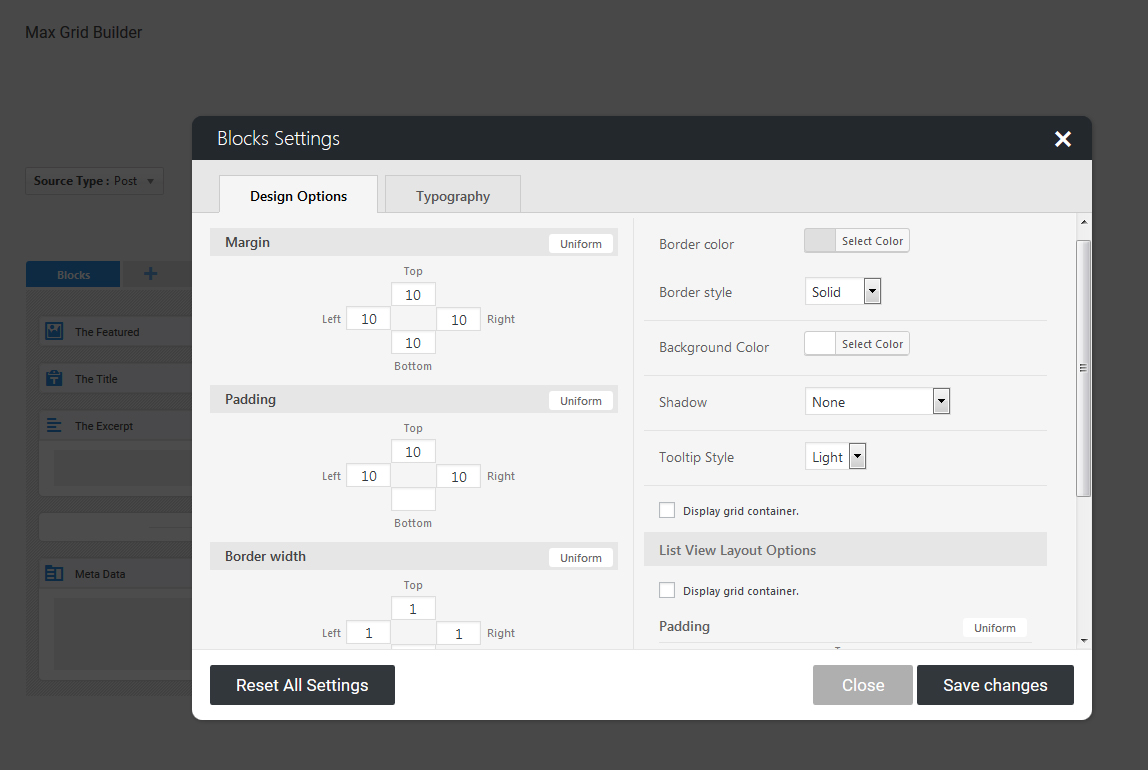 Max Grid Builder
Blocks Settings
Source Type : Post
Design Options
Typography
Blocks
The Featured
The Title
The Excerpt
Meta Data
Margin
Uniform
Top
10
Left 10 10 Right
10
Bottom
Padding
Uniform
Top
10
Left 10 10 Right
Bottom
Border width
Uniform
Top
1
Left 1 1 Right
Border color
Select Color
Border style
Solid
Background Color
Select Color
Shadow
None
Tooltip Style
Light
Display grid container.
List View Layout Options
Display grid container.
Padding
Uniform
Reset All Settings
Close
Save changes